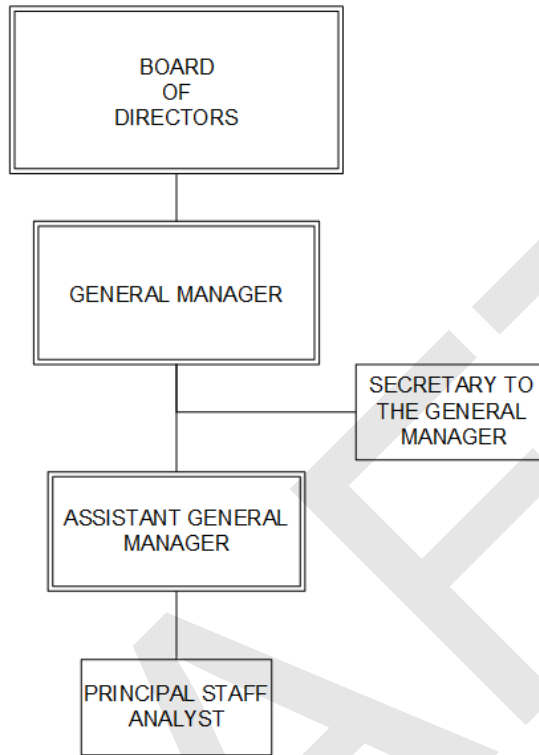 BOARD
OF
DIRECTORS
GENERAL MANAGER
SECRETARY TO
THE GENERAL
MANAGER
ASSISTANT GENERAL
MANAGER
PRINCIPAL STAFF
ANALYST